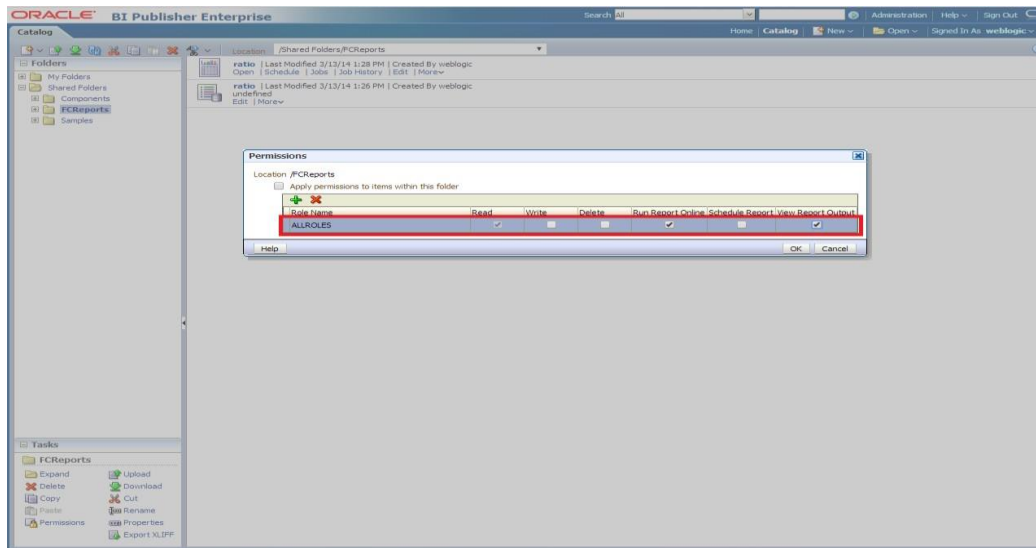 ORACLE BI Publisher Enterprise
Search All
Administration Help Sign Out
Catalog
Home Catalog New Open Signed In As weblogic
Location /Shared Folders/FCReports
Folders
My Folders
Shared Folders
Components
FCReports
Samples
ratio | Last Modified 3/13/14 1:28 PM | Created By weblogic
Open | Schedule | Jobs | Job History | Edit | More
ratio | Last Modified 3/13/14 1:26 PM | Created By weblogic
undefined
Edit | More
Permissions
Location /FCReports
Apply permissions to items within this folder
Role Name Read Write Delete Run Report Online Schedule Report View Report Output
ALLROLES
Help OK Cancel
Tasks
FCReports
Expand Upload
Delete Download
Copy Cut
Paste Rename
Permissions Properties
Export XLIFF